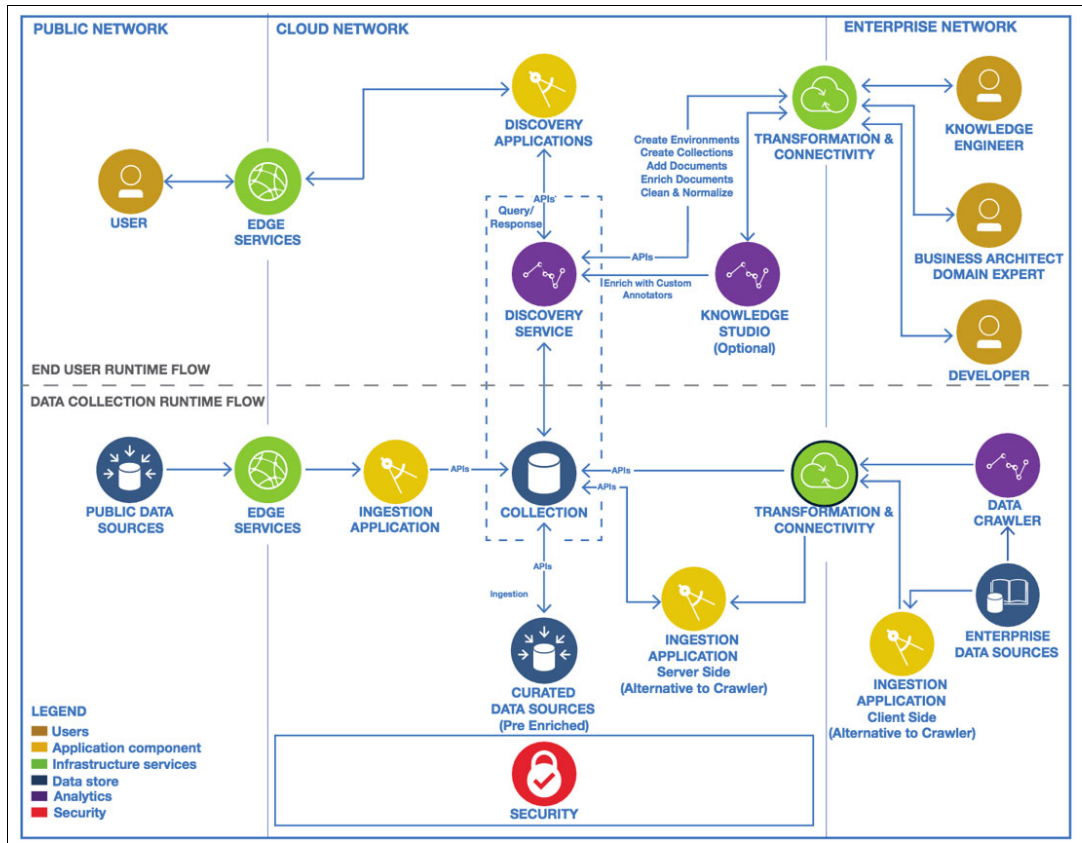 PUBLIC NETWORK
CLOUD NETWORK
ENTERPRISE NETWORK
DISCOVERY
APPLICATIONS
Create Environments
Create Collections
Add Documents
Enrich Documents
Clean & Normalize
TRANSFORMATION &
CONNECTIVITY
KNOWLEDGE
ENGINEER
USER
EDGE
SERVICES
APIs'
Query/
Response
APIs
Enrich with Custom
Annotators
DISCOVERY
SERVICE
KNOWLEDGE
STUDIO
(Optional)
BUSINESS ARCHITECT
DOMAIN EXPERT
DEVELOPER
END USER RUNTIME FLOW
DATA COLLECTION RUNTIME FLOW
PUBLIC DATA
SOURCES
EDGE
SERVICES
INGESTION
APPLICATION
APIs
COLLECTION
APIs
APIs
TRANSFORMATION &
CONNECTIVITY
DATA
CRAWLER
APIs
Ingestion
CURATED
DATA SOURCES
(Pre Enriched)
INGESTION
APPLICATION
Server Side
(Alternative to Crawler)
ENTERPRISE
DATA SOURCES
INGESTION
APPLICATION
Client Side
(Alternative to Crawler)
LEGEND
Users
Application component
Infrastructure services
Data store
Analytics
Security
SECURITY